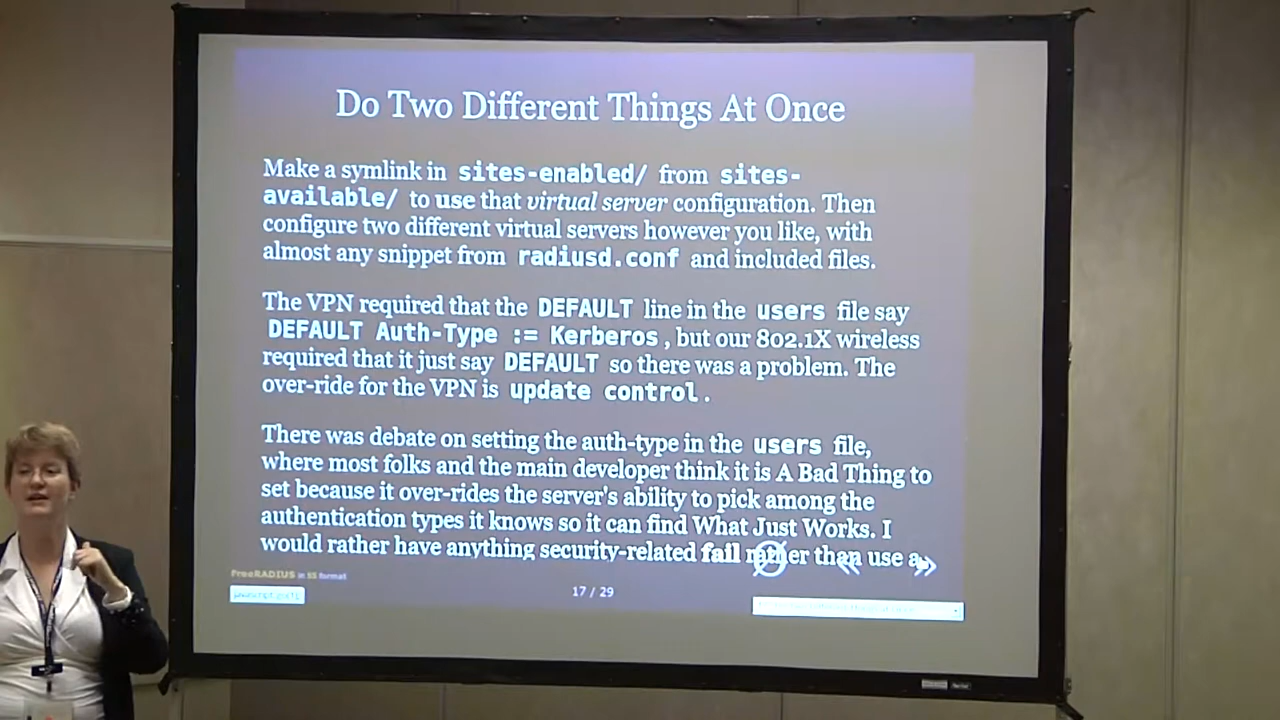 Do Two Different Things At Once
Make a symlink in sites-enabled/ from sites-
available/ to use that virtual server configuration. Then
configure two different virtual servers however you like, with
almost any snippet from radiusd.conf and included files.
The VPN required that the DEFAULT line in the users file say
DEFAULT Auth-Type := Kerberos, but our 802.1X wireless
required that it just say DEFAULT so there was a problem. The
over-ride for the VPN is update control.
There was debate on setting the auth-type in the users file,
where most folks and the main developer think it is A Bad Thing to
set because it over-rides the server's ability to pick among the
authentication types it knows so it can find What Just Works. I
would rather have anything security-related fail rather than use a
Ø « »
FreeRADIUS in S5 format
17 / 29